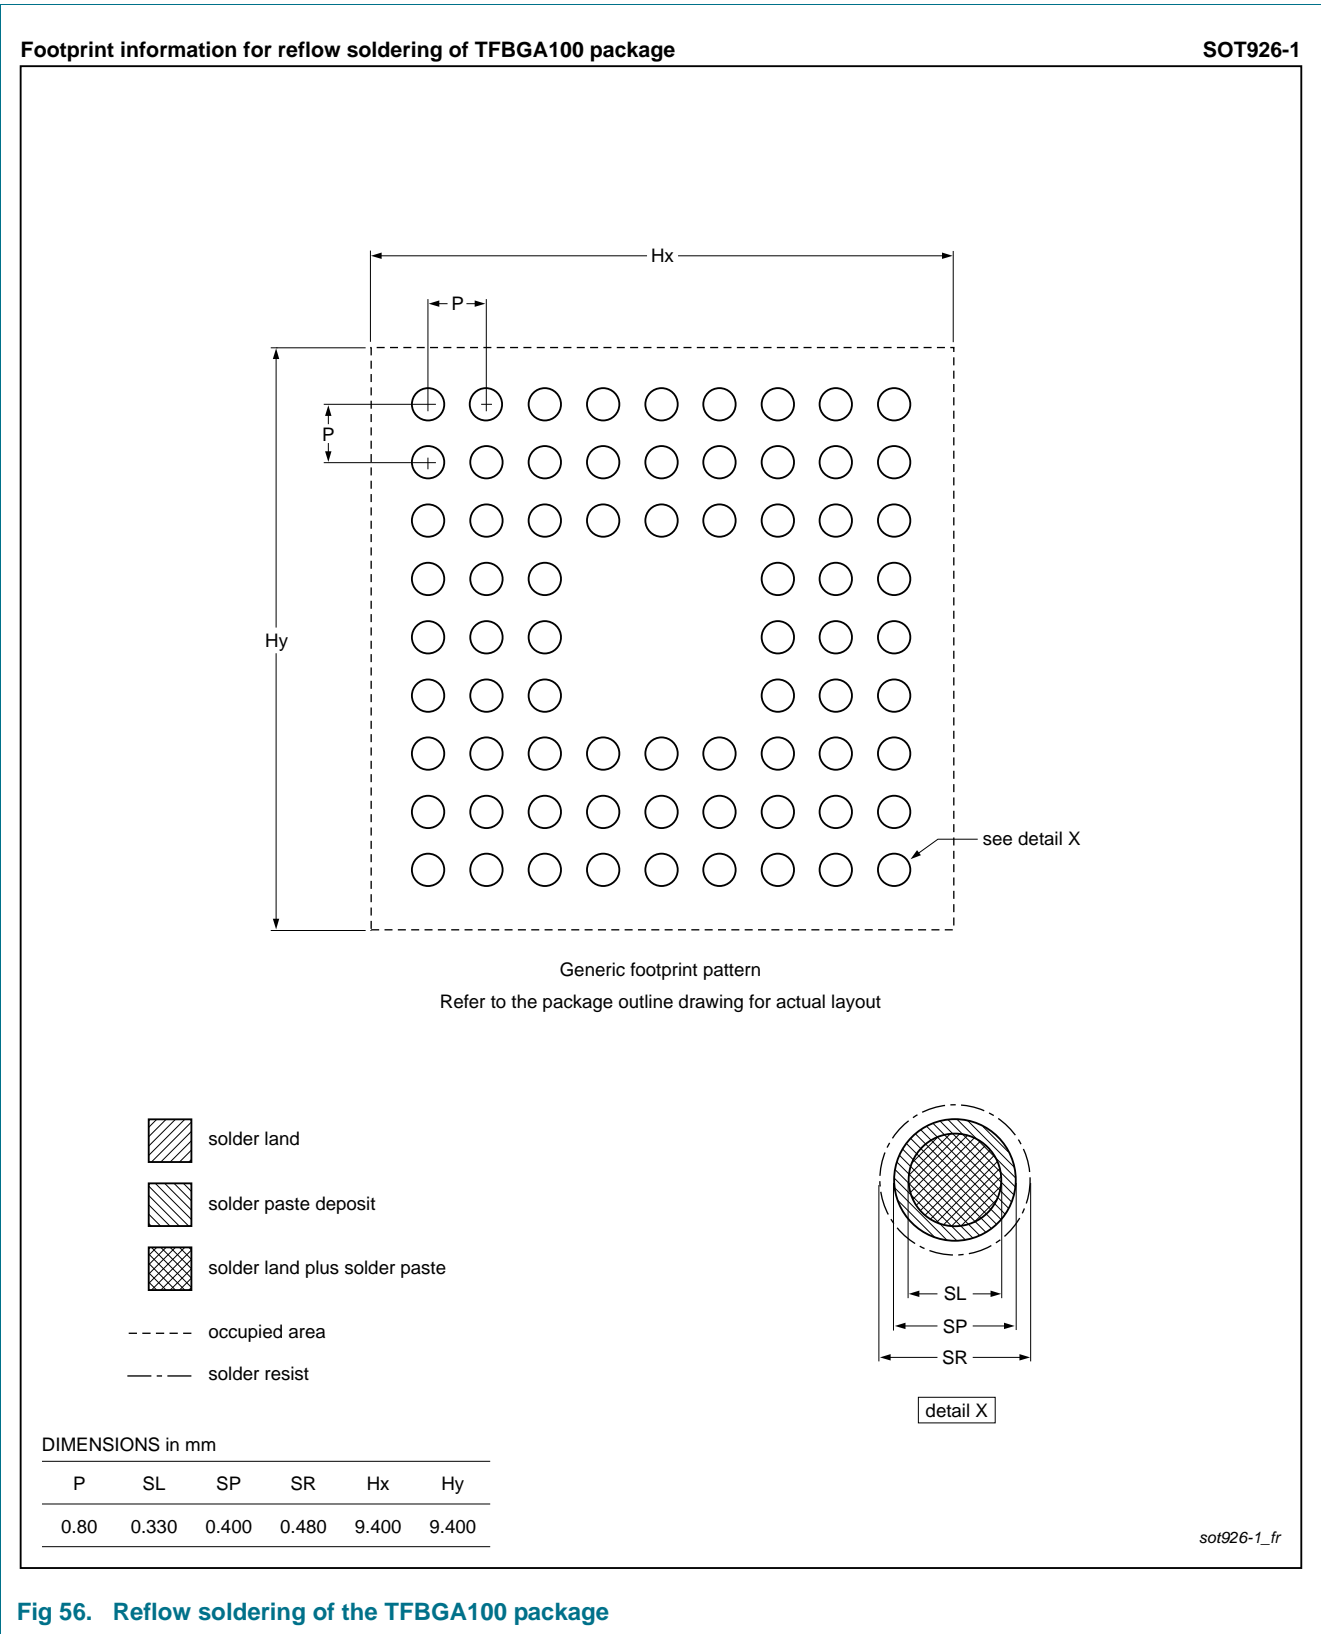 Footprint information for reflow soldering of TFBGA100 package SOT926-1
Hx
P
P
Hy
see detail X
Generic footprint pattern
Refer to the package outline drawing for actual layout
solder land
solder paste deposit
solder land plus solder paste
occupied area
solder resist
SL
SP
SR
detail X
DIMENSIONS in mm
P SL SP SR Hx Hy
0.80 0.330 0.400 0.480 9.400 9.400
sot926-1_fr
Fig 56. Reflow soldering of the TFBGA100 package